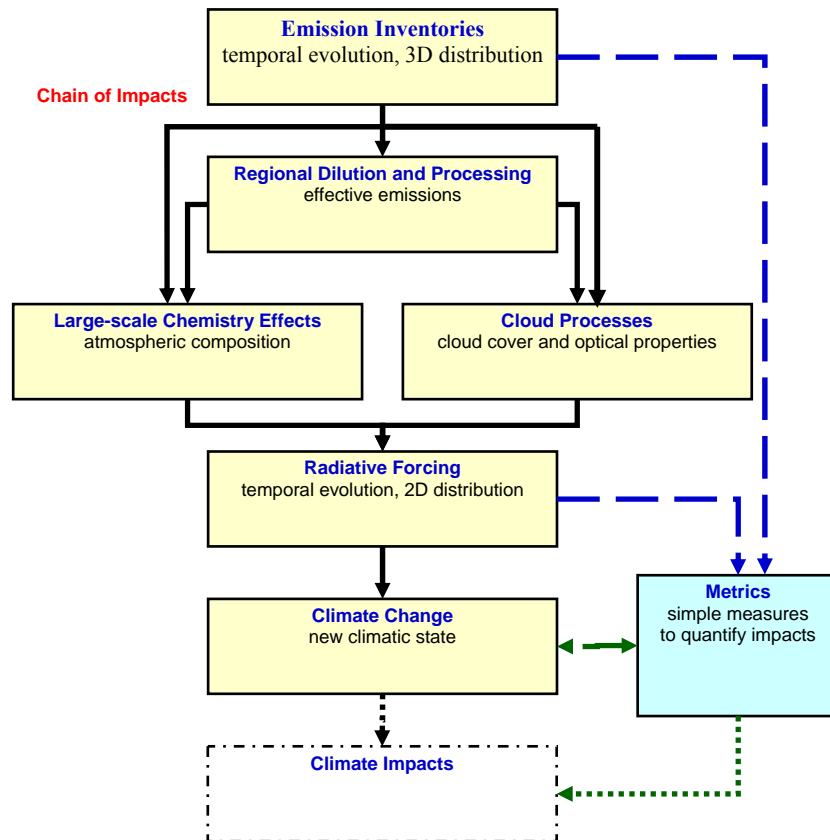 Emission Inventories
temporal evolution, 3D distribution
Chain of Impacts
Regional Dilution and Processing
effective emissions
Large-scale Chemistry Effects
atmospheric composition
Cloud Processes
cloud cover and optical properties
Radiative Forcing
temporal evolution, 2D distribution
Climate Change
new climatic state
Metrics
simple measures
to quantify impacts
Climate Impacts